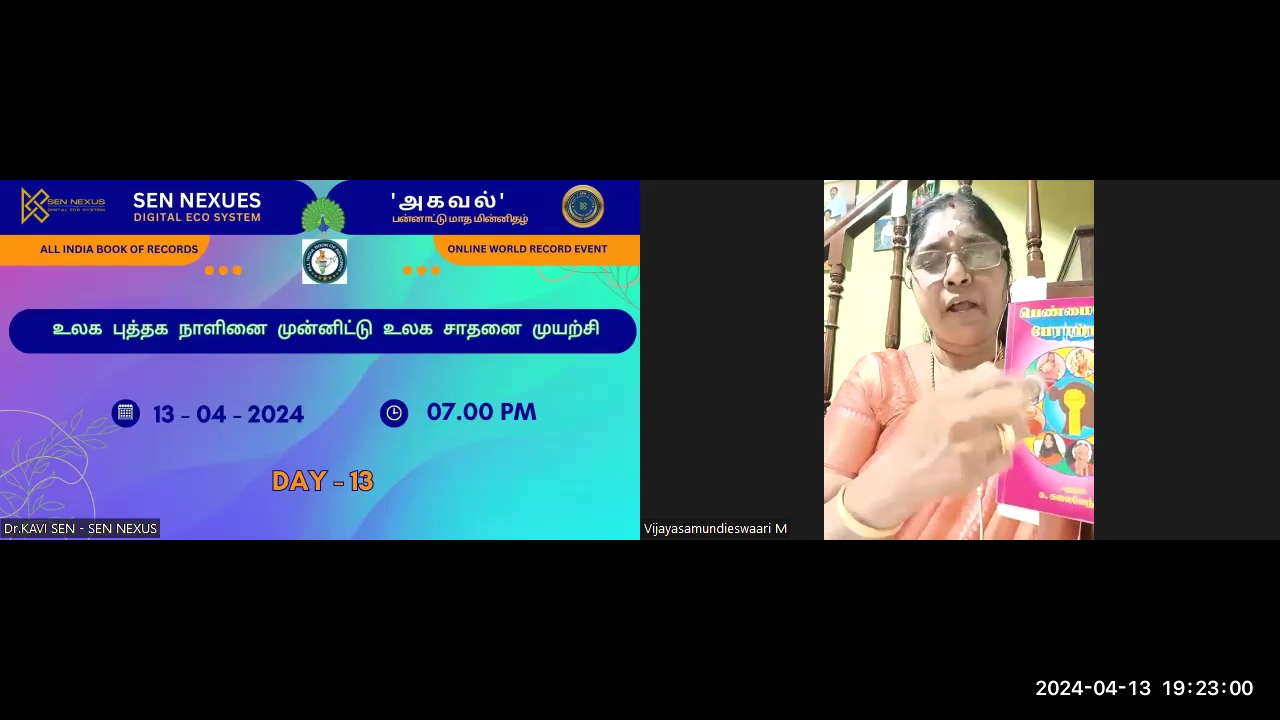 SEN NEXUS
DIGITAL ECO SYSTEM
SEN NEXUES
DIGITAL ECO SYSTEM
'அகவல்'
பன்னாட்டு மாத மின்னிதழ்
ALL INDIA BOOK OF RECORDS
ONLINE WORLD RECORD EVENT
உலக புத்தக நாளினை முன்னிட்டு உலக சாதனை முயற்சி
13 - 04 - 2024
07.00 PM
DAY - 13
Dr.KAVI SEN - SEN NEXUS
Vijayasamundieswaari M
2024-04-13 19:23:00